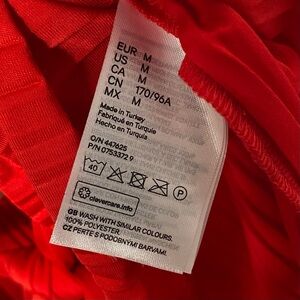 EUR M
US M
CA M
CN 170/96A
MX M
Made in Turkey
Fabriqué en Turquie
Hecho en Turquía
O/N 447625
P/N 0753372 9
40
P
clevercare.info
GB WASH WITH SIMILAR COLOURS.
100% POLYESTER.
CZ PERTE S PODOBNÝMI BARVAMI.